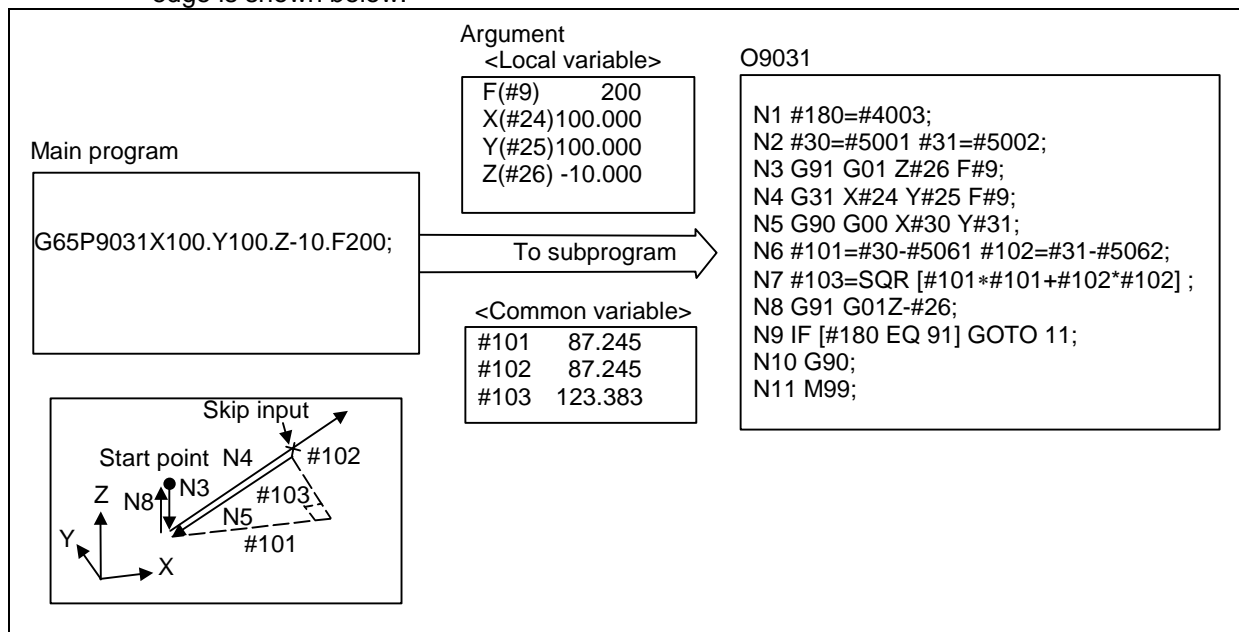 Main program
G65P9031X100.Y100.Z-10.F200;
Argument
<Local variable>
F(#9) 200
X(#24)100.000
Y(#25)100.000
Z(#26) -10.000
To subprogram
<Common variable>
#101 87.245
#102 87.245
#103 123.383
O9031
N1 #180=#4003;
N2 #30=#5001 #31=#5002;
N3 G91 G01 Z#26 F#9;
N4 G31 X#24 Y#25 F#9;
N5 G90 G00 X#30 Y#31;
N6 #101=#30-#5061 #102=#31-#5062;
N7 #103=SQR [#101∗#101+#102*#102] ;
N8 G91 G01Z-#26;
N9 IF [#180 EQ 91] GOTO 11;
N10 G90;
N11 M99;
Skip input
Start point N4 #102
Z N8 N3 #103
N5
Y #101
X